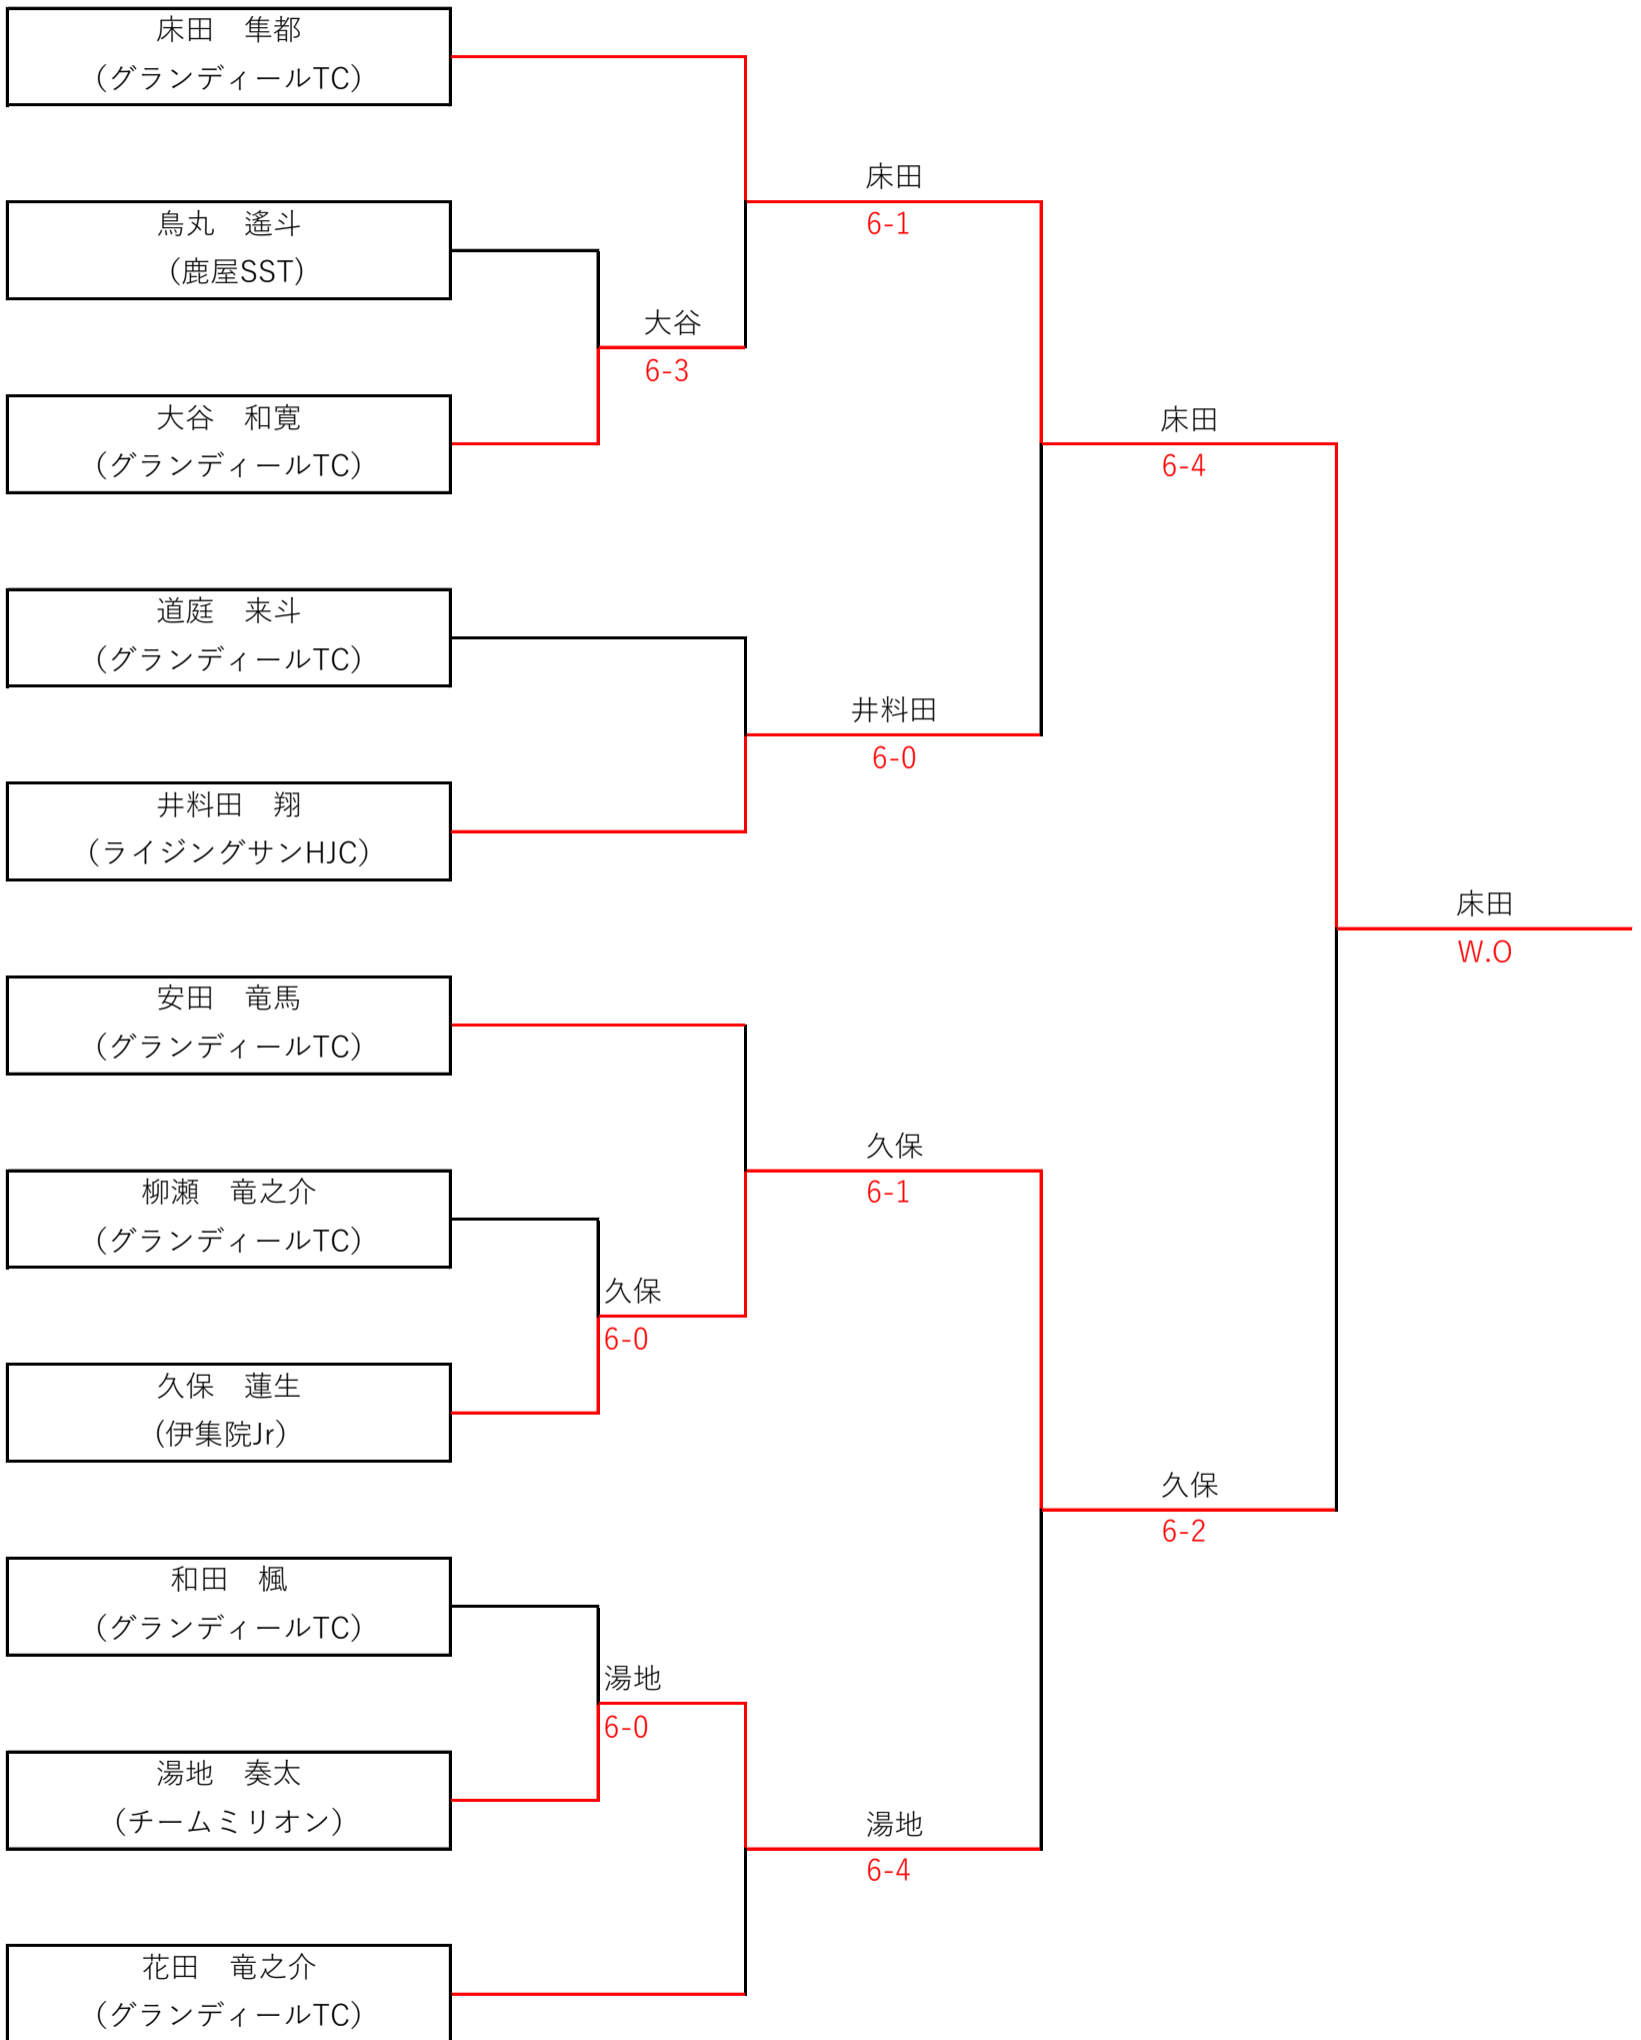 床田　隼都
（グランディールTC）
床田
6-1
鳥丸　遙斗
（鹿屋SST）
大谷
6-3
大谷　和寛
（グランディールTC）
床田
6-4
道庭　来斗
（グランディールTC）
井料田
6-0
井料田　翔
（ライジングサンHJC）
床田
W.O
安田　竜馬
（グランディールTC）
久保
6-1
柳瀬　竜之介
（グランディールTC）
久保
6-0
久保　蓮生
（伊集院Jr）
久保
6-2
和田　楓
（グランディールTC）
湯地
6-0
湯地　奏太
（チームミリオン）
湯地
6-4
花田　竜之介
（グランディールTC）